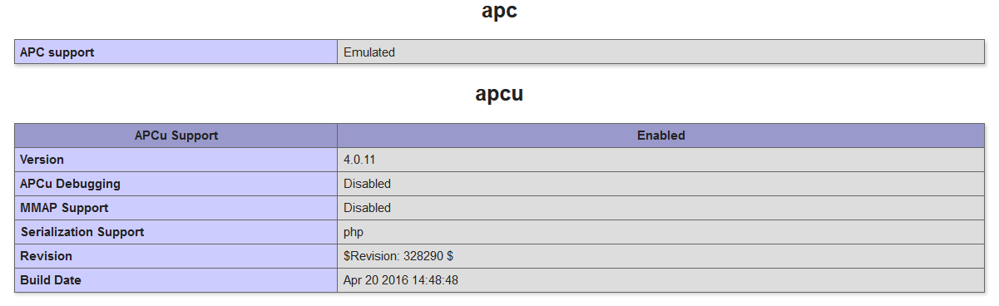 apc
APC support Emulated
apcu
APCu Support Enabled
Version 4.0.11
APCu Debugging Disabled
MMAP Support Disabled
Serialization Support php
Revision $Revision: 328290 $
Build Date Apr 20 2016 14:48:48